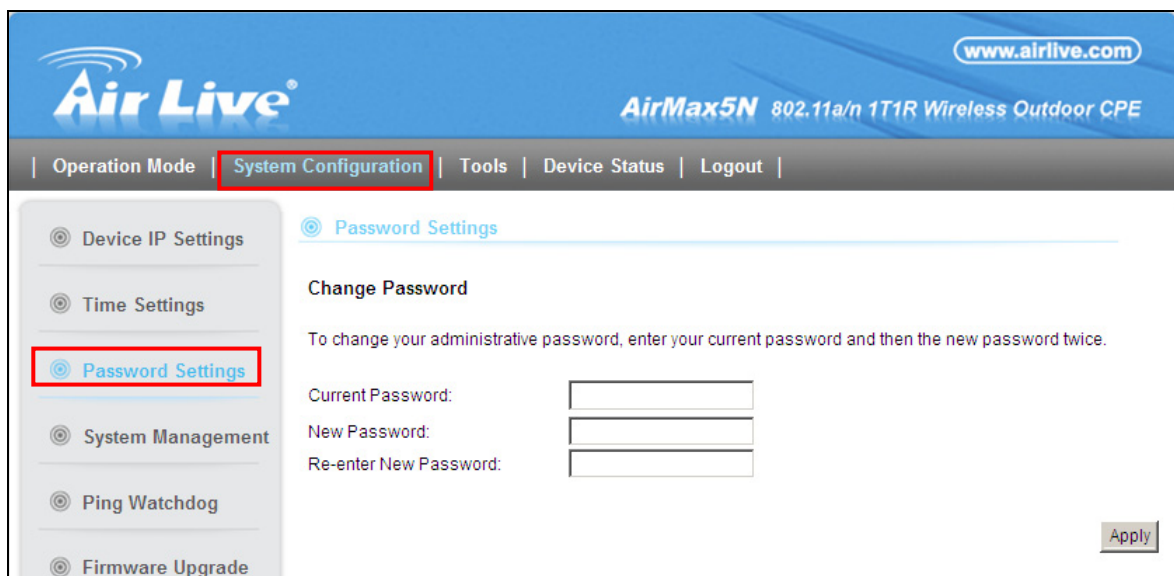 www.airlive.com
Air Live®
AirMax5N 802.11a/n 1T1R Wireless Outdoor CPE
| Operation Mode | System Configuration | Tools | Device Status | Logout |
Device IP Settings
Time Settings
Password Settings
System Management
Ping Watchdog
Firmware Upgrade
Password Settings
Change Password
To change your administrative password, enter your current password and then the new password twice.
Current Password:
New Password:
Re-enter New Password:
Apply